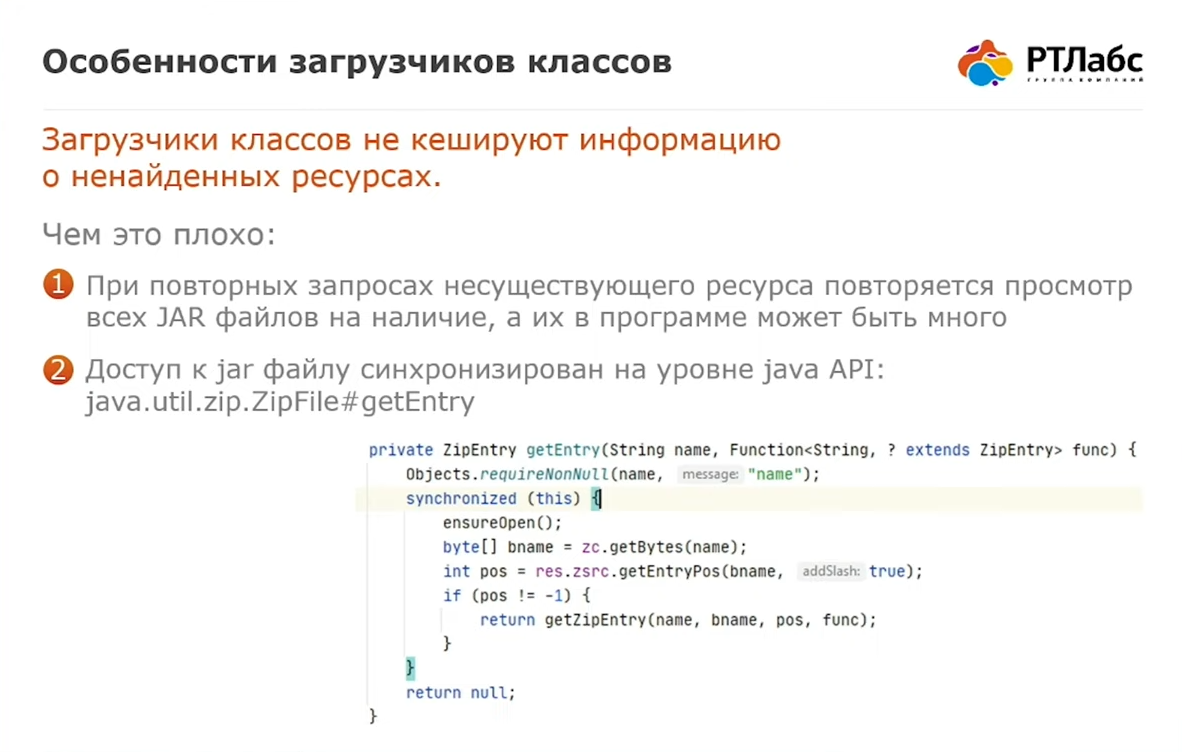 Особенности загрузчиков классов
РТЛабс
ГРУППА КОМПАНИЙ
Загрузчики классов не кешируют информацию
о ненайденных ресурсах.
Чем это плохо:
1 При повторных запросах несуществующего ресурса повторяется просмотр
всех JAR файлов на наличие, а их в программе может быть много
2 Доступ к jar файлу синхронизирован на уровне java API:
java.util.zip.ZipFile#getEntry
private ZipEntry getEntry(String name, Function<String, ? extends ZipEntry> func) {
Objects.requireNonNull(name, message: "name");
synchronized (this) {
ensureOpen();
byte[] bname = zc.getBytes(name);
int pos = res.zsrc.getEntryPos(bname, addSlash: true);
if (pos != -1) {
return getZipEntry(name, bname, pos, func);
}
}
return null;
}